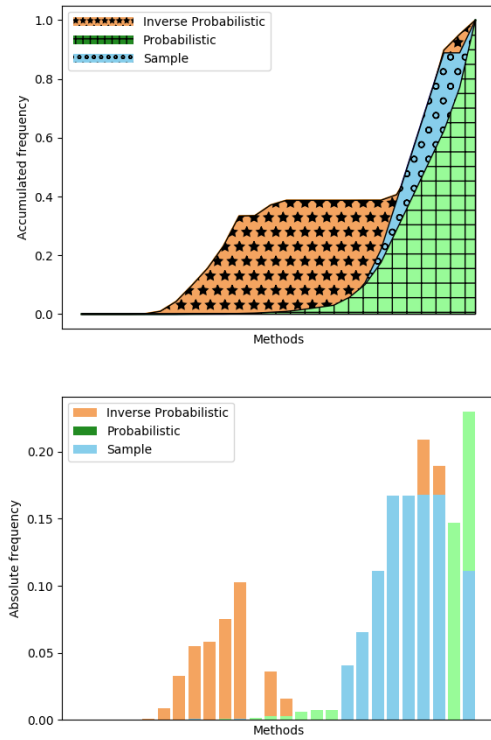 1.0
0.8
0.6
0.4
0.2
0.0
Accumulated frequency
Inverse Probabilistic
Probabilistic
Sample
Methods
0.20
0.15
0.10
0.05
0.00
Absolute frequency
Inverse Probabilistic
Probabilistic
Sample
Methods